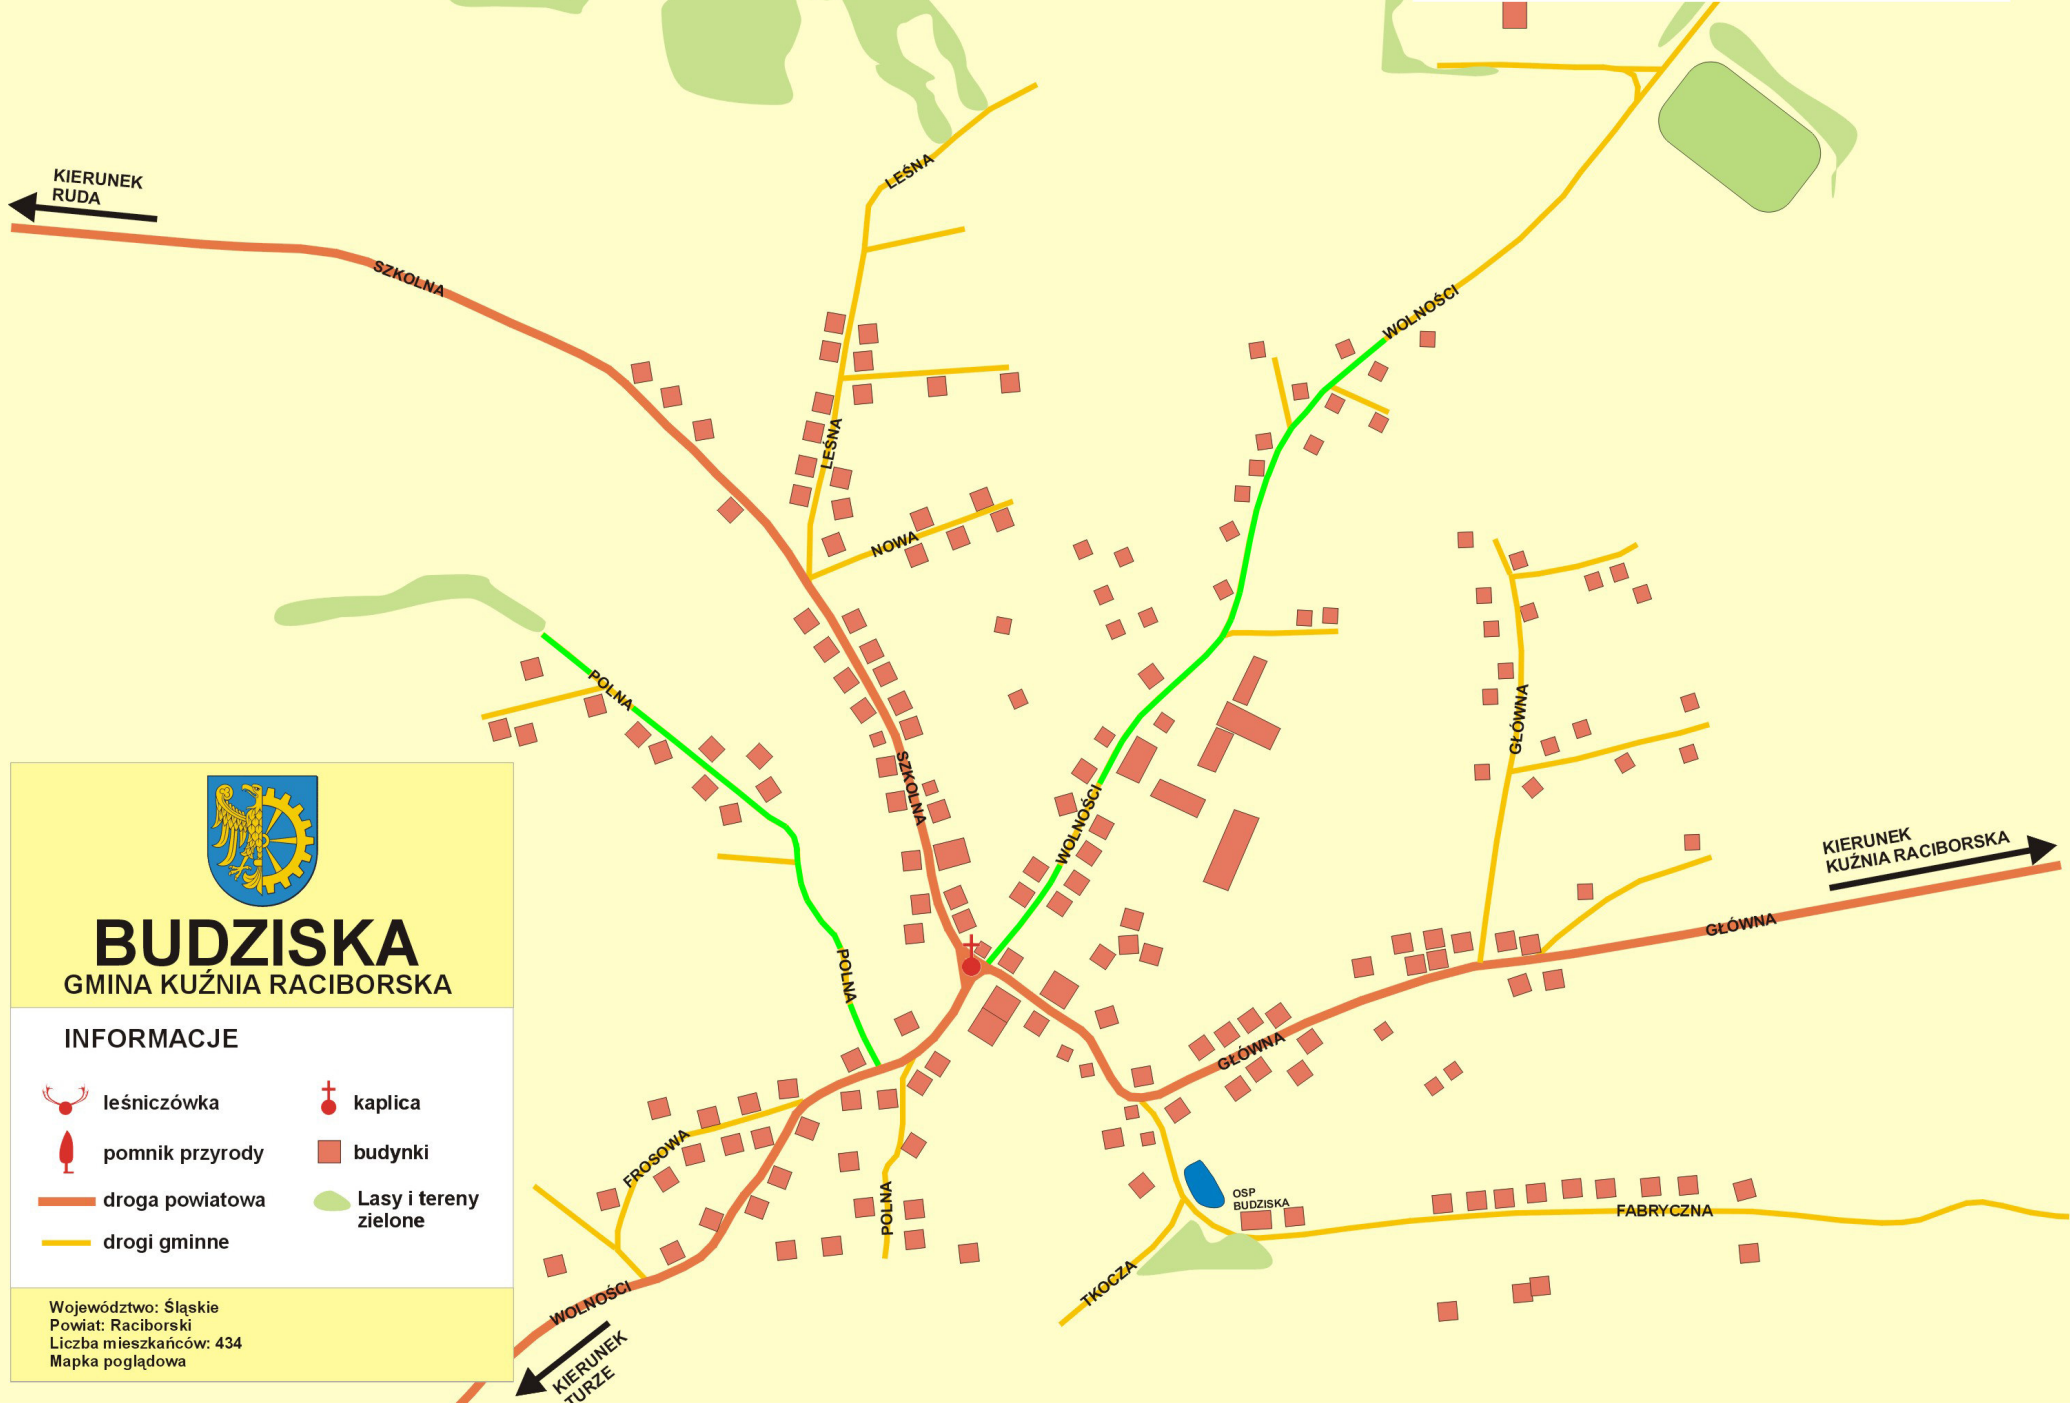 KIERUNEK
RUDA
SZKOLNA
LEŚNA
WOLNOŚCI
LEŚNA
NOWA
POLNA
GŁÓWNA
SZKOLNA
WOLNOŚCI
KIERUNEK
KUŹNIA RACIBORSKA
GŁÓWNA
POLNA
GŁÓWNA
FROSOWA
POLNA
OSP
BUDZISKA
FABRYCZNA
TKOCZA
WOLNOŚCI
KIERUNEK
TURZE
BUDZISKA
GMINA KUŹNIA RACIBORSKA
INFORMACJE
leśniczówka
kaplica
pomnik przyrody
budynki
droga powiatowa
Lasy i tereny
zielone
drogi gminne
Województwo: Śląskie
Powiat: Raciborski
Liczba mieszkańców: 434
Mapka poglądowa